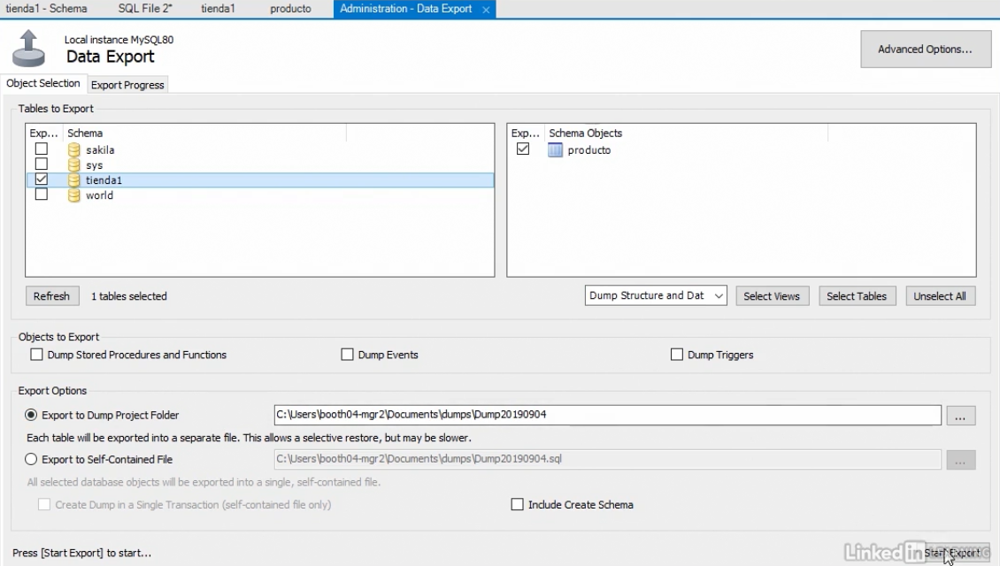 tienda1 - Schema SQL File 2* tienda1 producto Administration - Data Export ×
Local instance MySQL80
Data Export
Advanced Options...
Object Selection Export Progress
Tables to Export
Exp... Schema
sakila
sys
tienda1
world
Exp... Schema Objects
producto
Refresh 1 tables selected
Dump Structure and Dat Select Views Select Tables Unselect All
Objects to Export
Dump Stored Procedures and Functions Dump Events Dump Triggers
Export Options
Export to Dump Project Folder C:\Users\booth04-mgr2\Documents\dumps\Dump20190904 ...
Each table will be exported into a separate file. This allows a selective restore, but may be slower.
Export to Self-Contained File C:\Users\booth04-mgr2\Documents\dumps\Dump20190904.sql ...
All selected database objects will be exported into a single, self-contained file.
Create Dump in a Single Transaction (self-contained file only) Include Create Schema
Press [Start Export] to start... Linked in Start Export